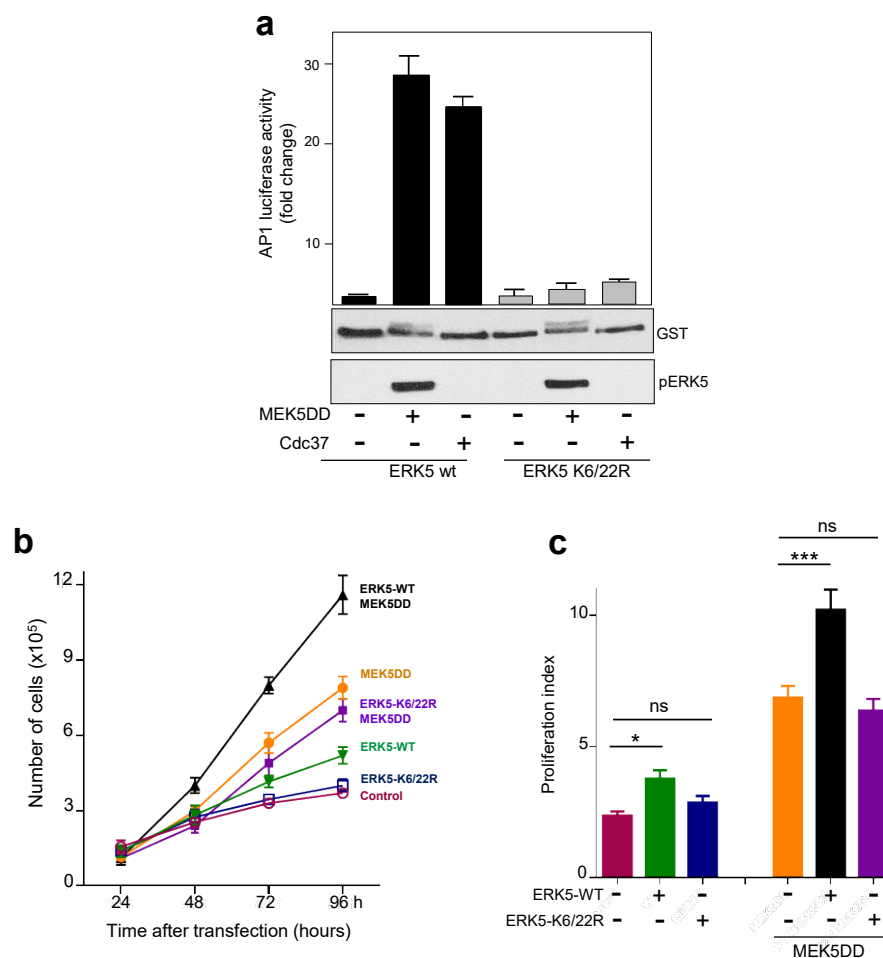 a
AP1 luciferase activity
(fold change)
30
20
10
GST
pERK5
MEK5DD - + - - + -
Cdc37 - - + - - +
ERK5 wt ERK5 K6/22R
b
Number of cells (x10⁵)
12
9
6
3
0
24 48 72 96 h
Time after transfection (hours)
ERK5-WT
MEK5DD
MEK5DD
ERK5-K6/22R
MEK5DD
ERK5-WT
ERK5-K6/22R
Control
c
Proliferation index
10
5
0
ns
*
ns
***
ERK5-WT - + - - + -
ERK5-K6/22R - - + - - +
MEK5DD